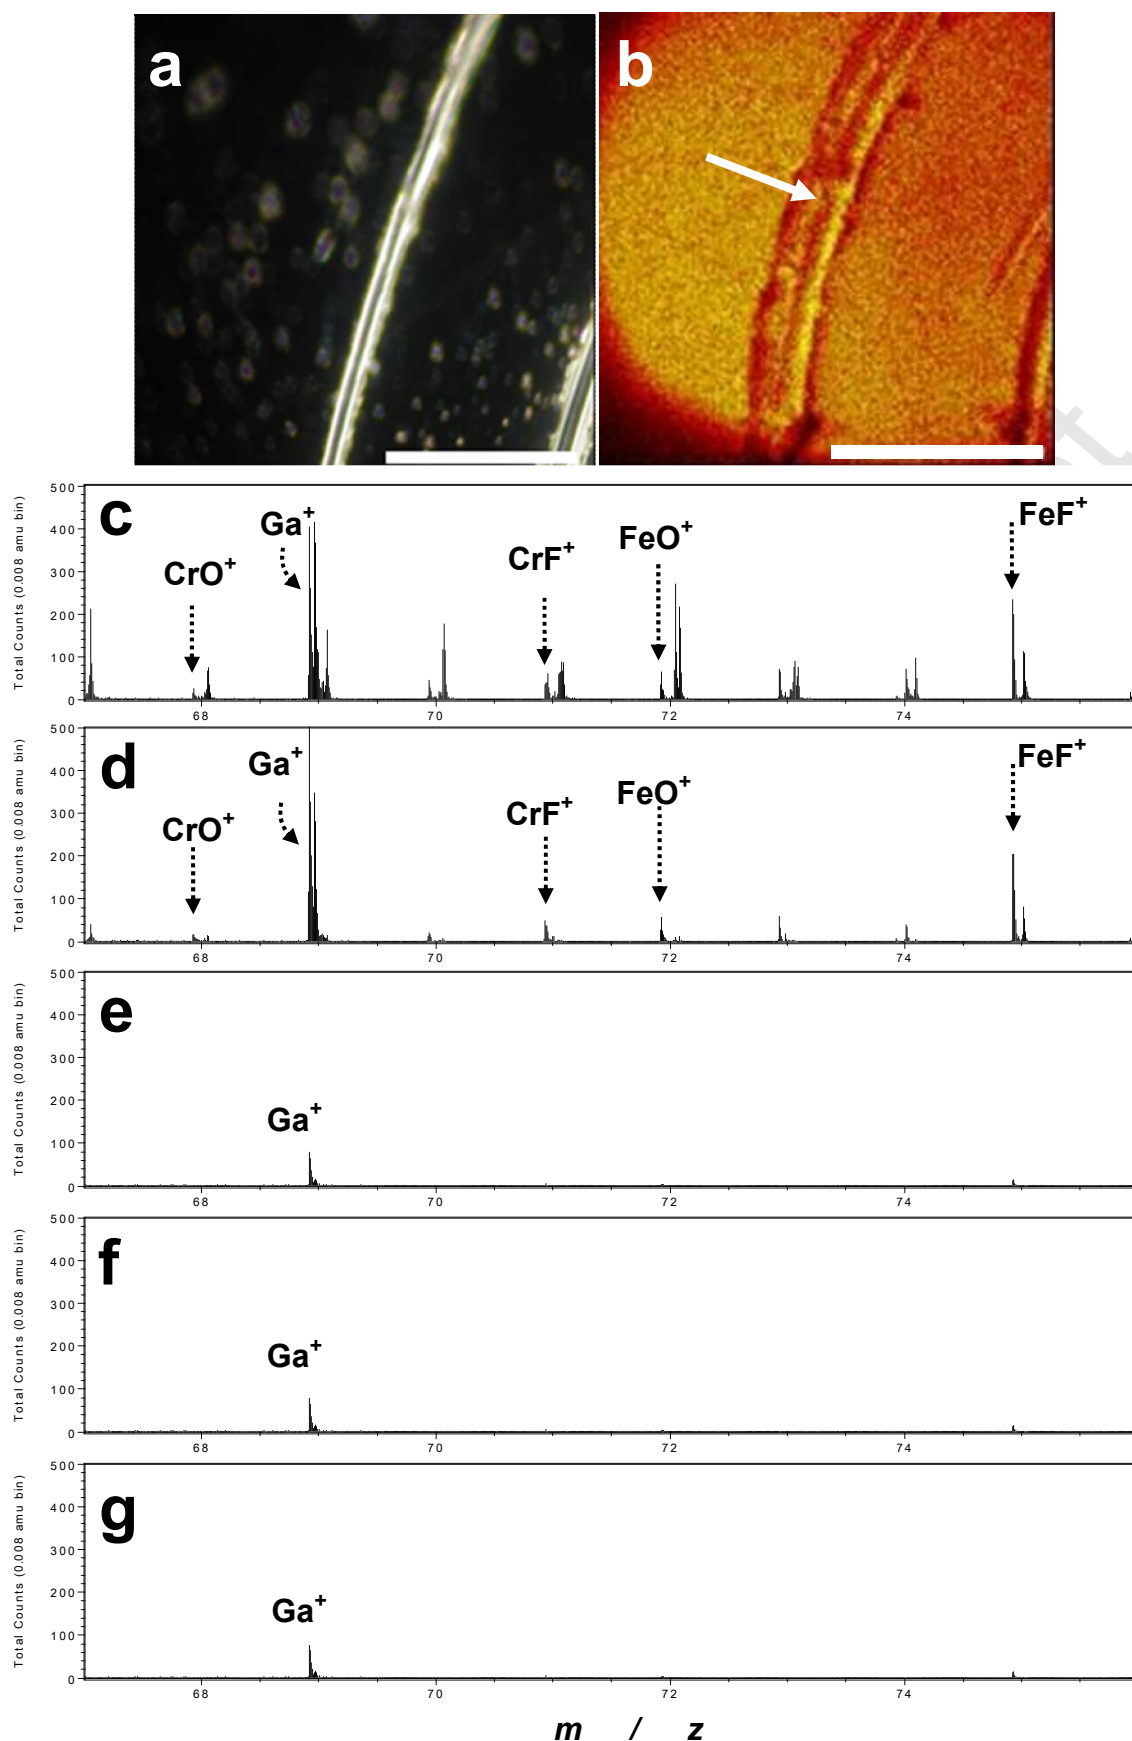 a
b
c
Total Counts (0.008 amu bin)
500
400
300
200
100
0
CrO+
Ga+
CrF+
FeO+
FeF+
68
70
72
74
d
Total Counts (0.008 amu bin)
500
400
300
200
100
0
CrO+
Ga+
CrF+
FeO+
FeF+
68
70
72
74
e
Total Counts (0.008 amu bin)
500
400
300
200
100
0
Ga+
68
70
72
74
f
Total Counts (0.008 amu bin)
500
400
300
200
100
0
Ga+
68
70
72
74
g
Total Counts (0.008 amu bin)
500
400
300
200
100
0
Ga+
68
70
72
74
m / z